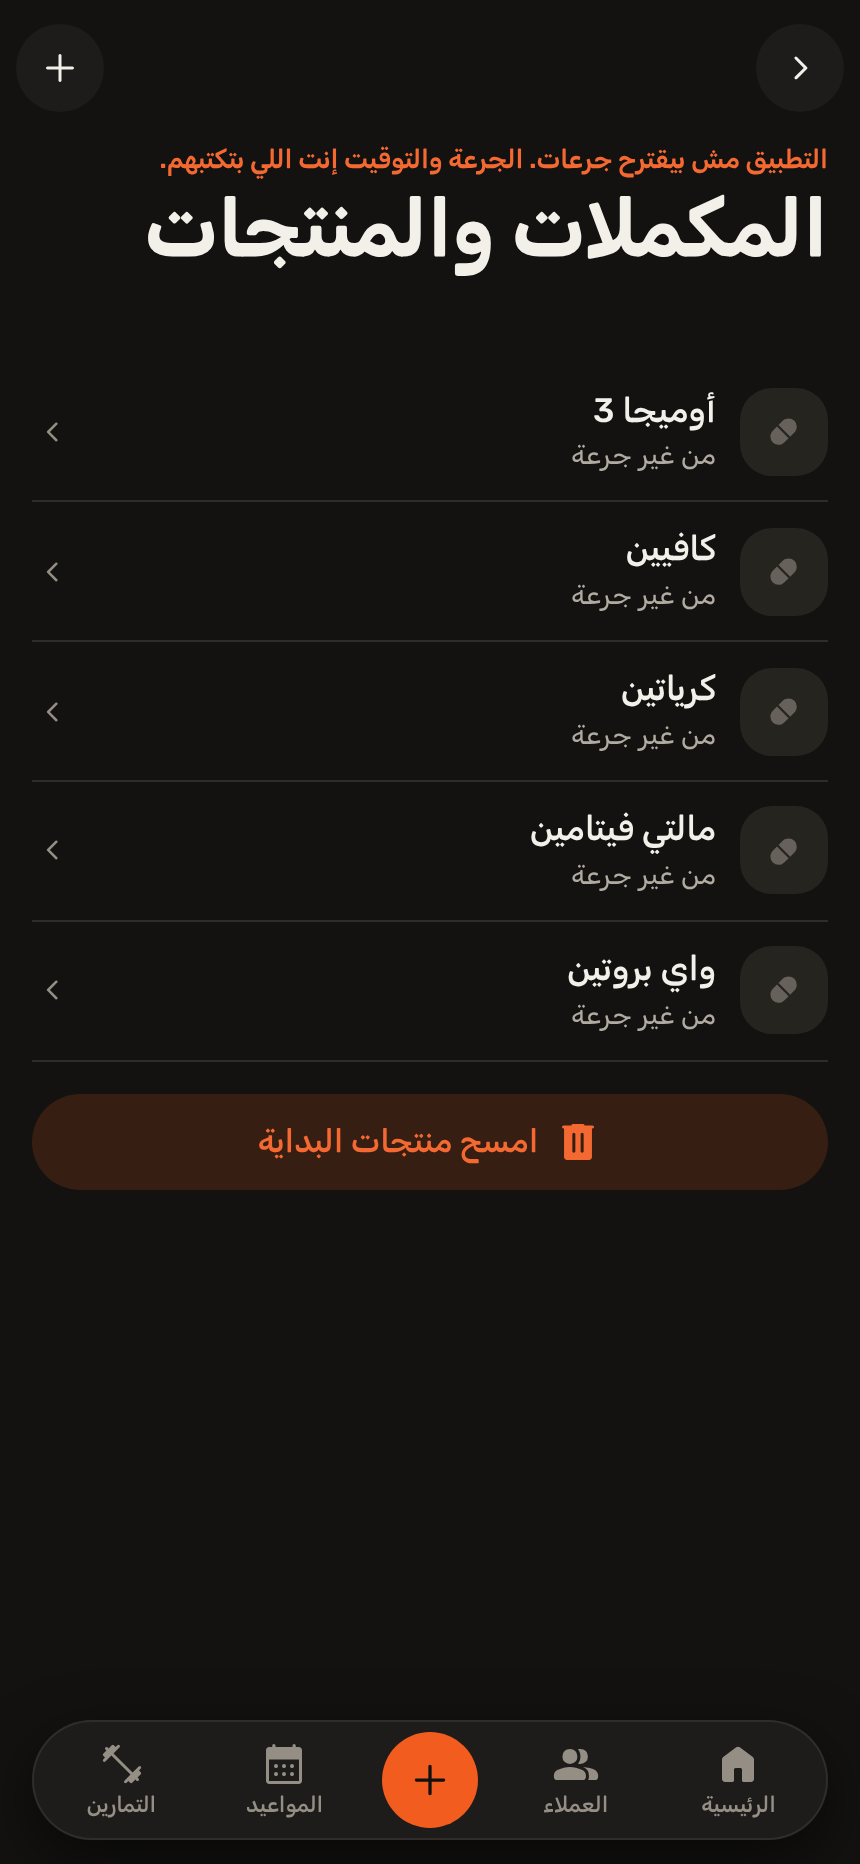 التطبيق مش بيقترح جرعات. الجرعة والتوقيت إنت اللي بتكتبهم.
المكملات والمنتجات
أوميجا 3
من غير جرعة
كافيين
من غير جرعة
كرياتين
من غير جرعة
مالتي فيتامين
من غير جرعة
واي بروتين
من غير جرعة
امسح منتجات البداية
الرئيسية
العملاء
المواعيد
التمارين